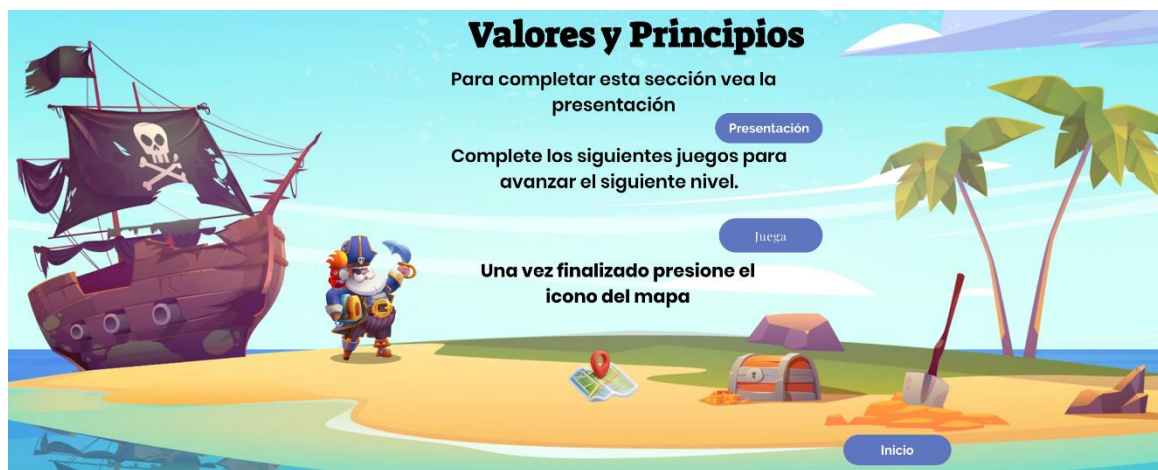 Valores y Principios
Para completar esta sección vea la
presentación
Presentación
Complete los siguientes juegos para
avanzar el siguiente nivel.
Juega
Una vez finalizado presione el
icono del mapa
Inicio